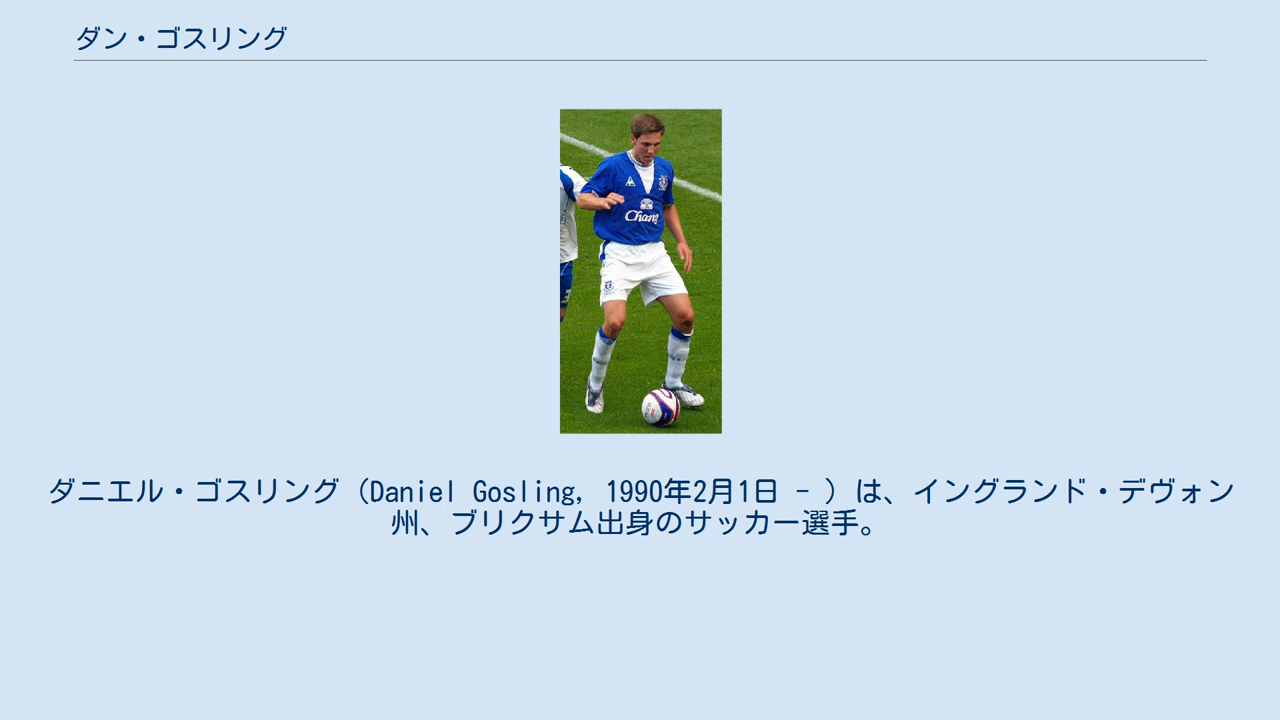 ダン・ゴスリング
Chang
ダニエル・ゴスリング（Daniel Gosling, 1990年2月1日 - ）は、イングランド・デヴォン
州、ブリクサム出身のサッカー選手。